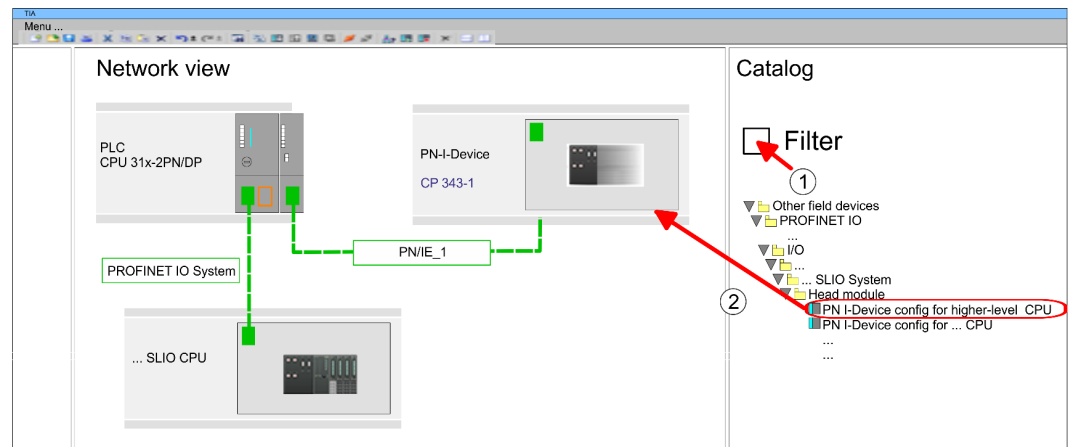 TIA
Menu ...
Network view
PLC
CPU 31x-2PN/DP
PN-I-Device
CP 343-1
PN/IE_1
PROFINET IO System
... SLIO CPU
Catalog
Filter
1
Other field devices
PROFINET IO
...
I/O
...
... SLIO System
Head module
2
PN I-Device config for higher-level CPU
PN I-Device config for ... CPU
...
...